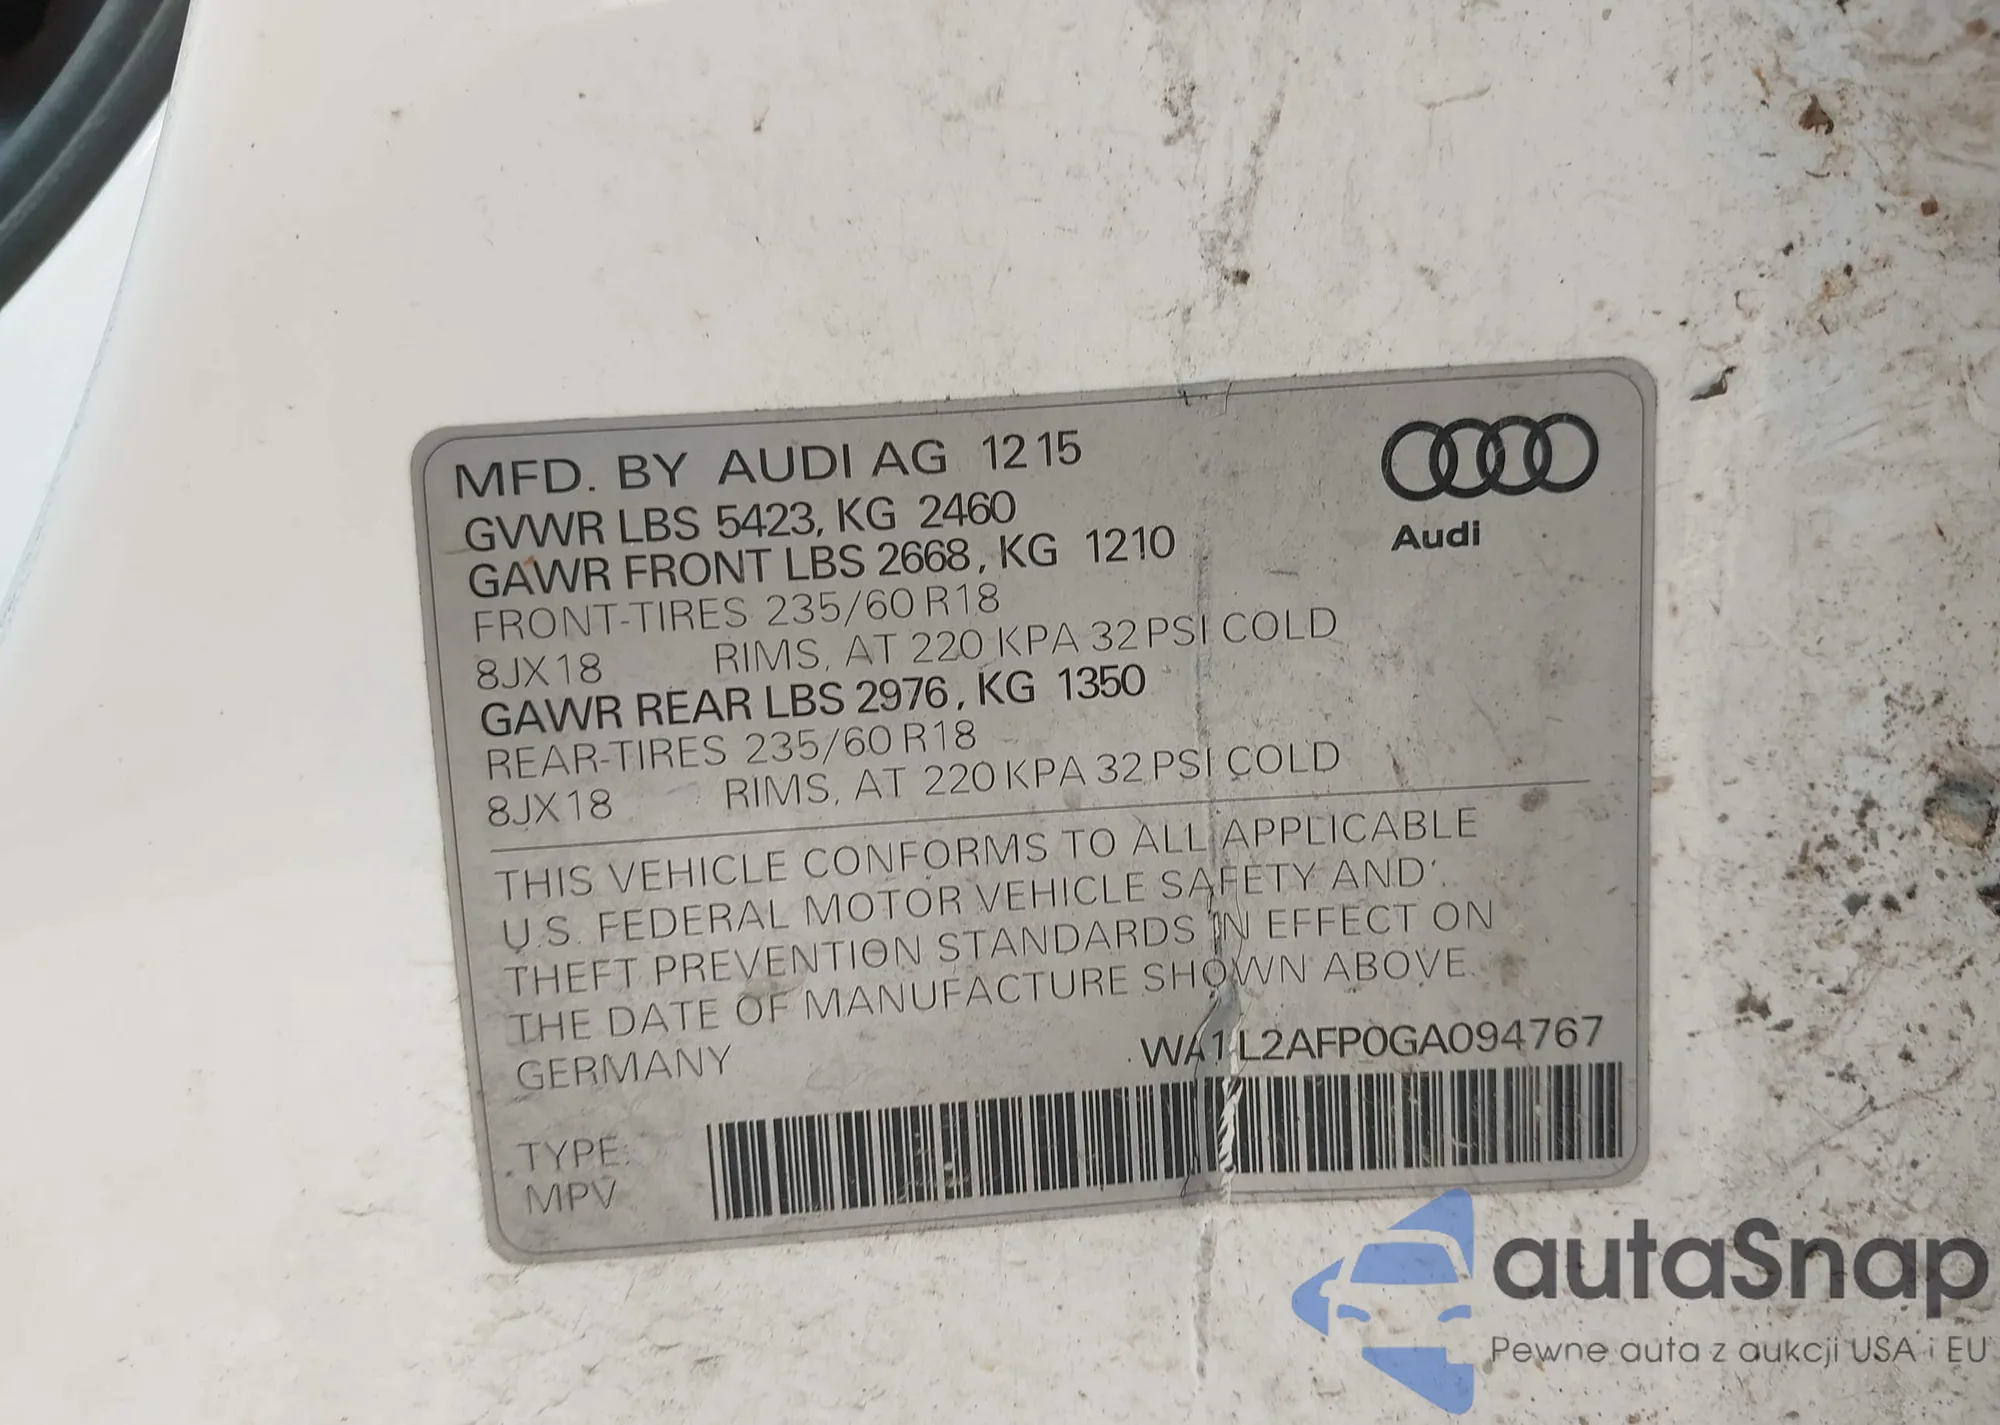 MFD. BY AUDI AG 12 15
GVWR LBS 5423, KG 2460
GAWR FRONT LBS 2668, KG 1210
FRONT-TIRES 235/60 R18
8JX18 RIMS, AT 220 KPA 32 PSI COLD
GAWR REAR LBS 2976, KG 1350
REAR-TIRES 235/60 R18
8JX18 RIMS, AT 220 KPA 32 PSI COLD
Audi
THIS VEHICLE CONFORMS TO ALL APPLICABLE
U.S. FEDERAL MOTOR VEHICLE SAFETY AND
THEFT PREVENTION STANDARDS IN EFFECT ON
THE DATE OF MANUFACTURE SHOWN ABOVE.
GERMANY WA1L2AFP0GA094767
TYPE:
MPV
autaSnap
Pewne auta z aukcji USA i EU